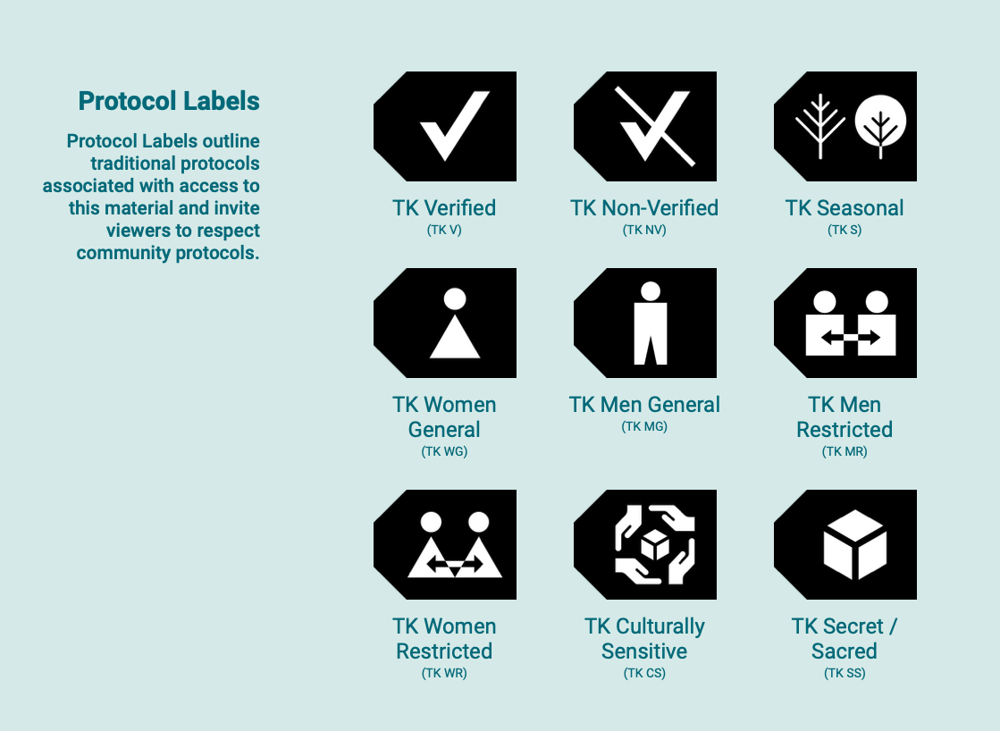 Protocol Labels
Protocol Labels outline
traditional protocols
associated with access to
this material and invite
viewers to respect
community protocols.
TK Verified
(TK V)
TK Non-Verified
(TK NV)
TK Seasonal
(TK S)
TK Women
General
(TK WG)
TK Men General
(TK MG)
TK Men
Restricted
(TK MR)
TK Women
Restricted
(TK WR)
TK Culturally
Sensitive
(TK CS)
TK Secret /
Sacred
(TK SS)